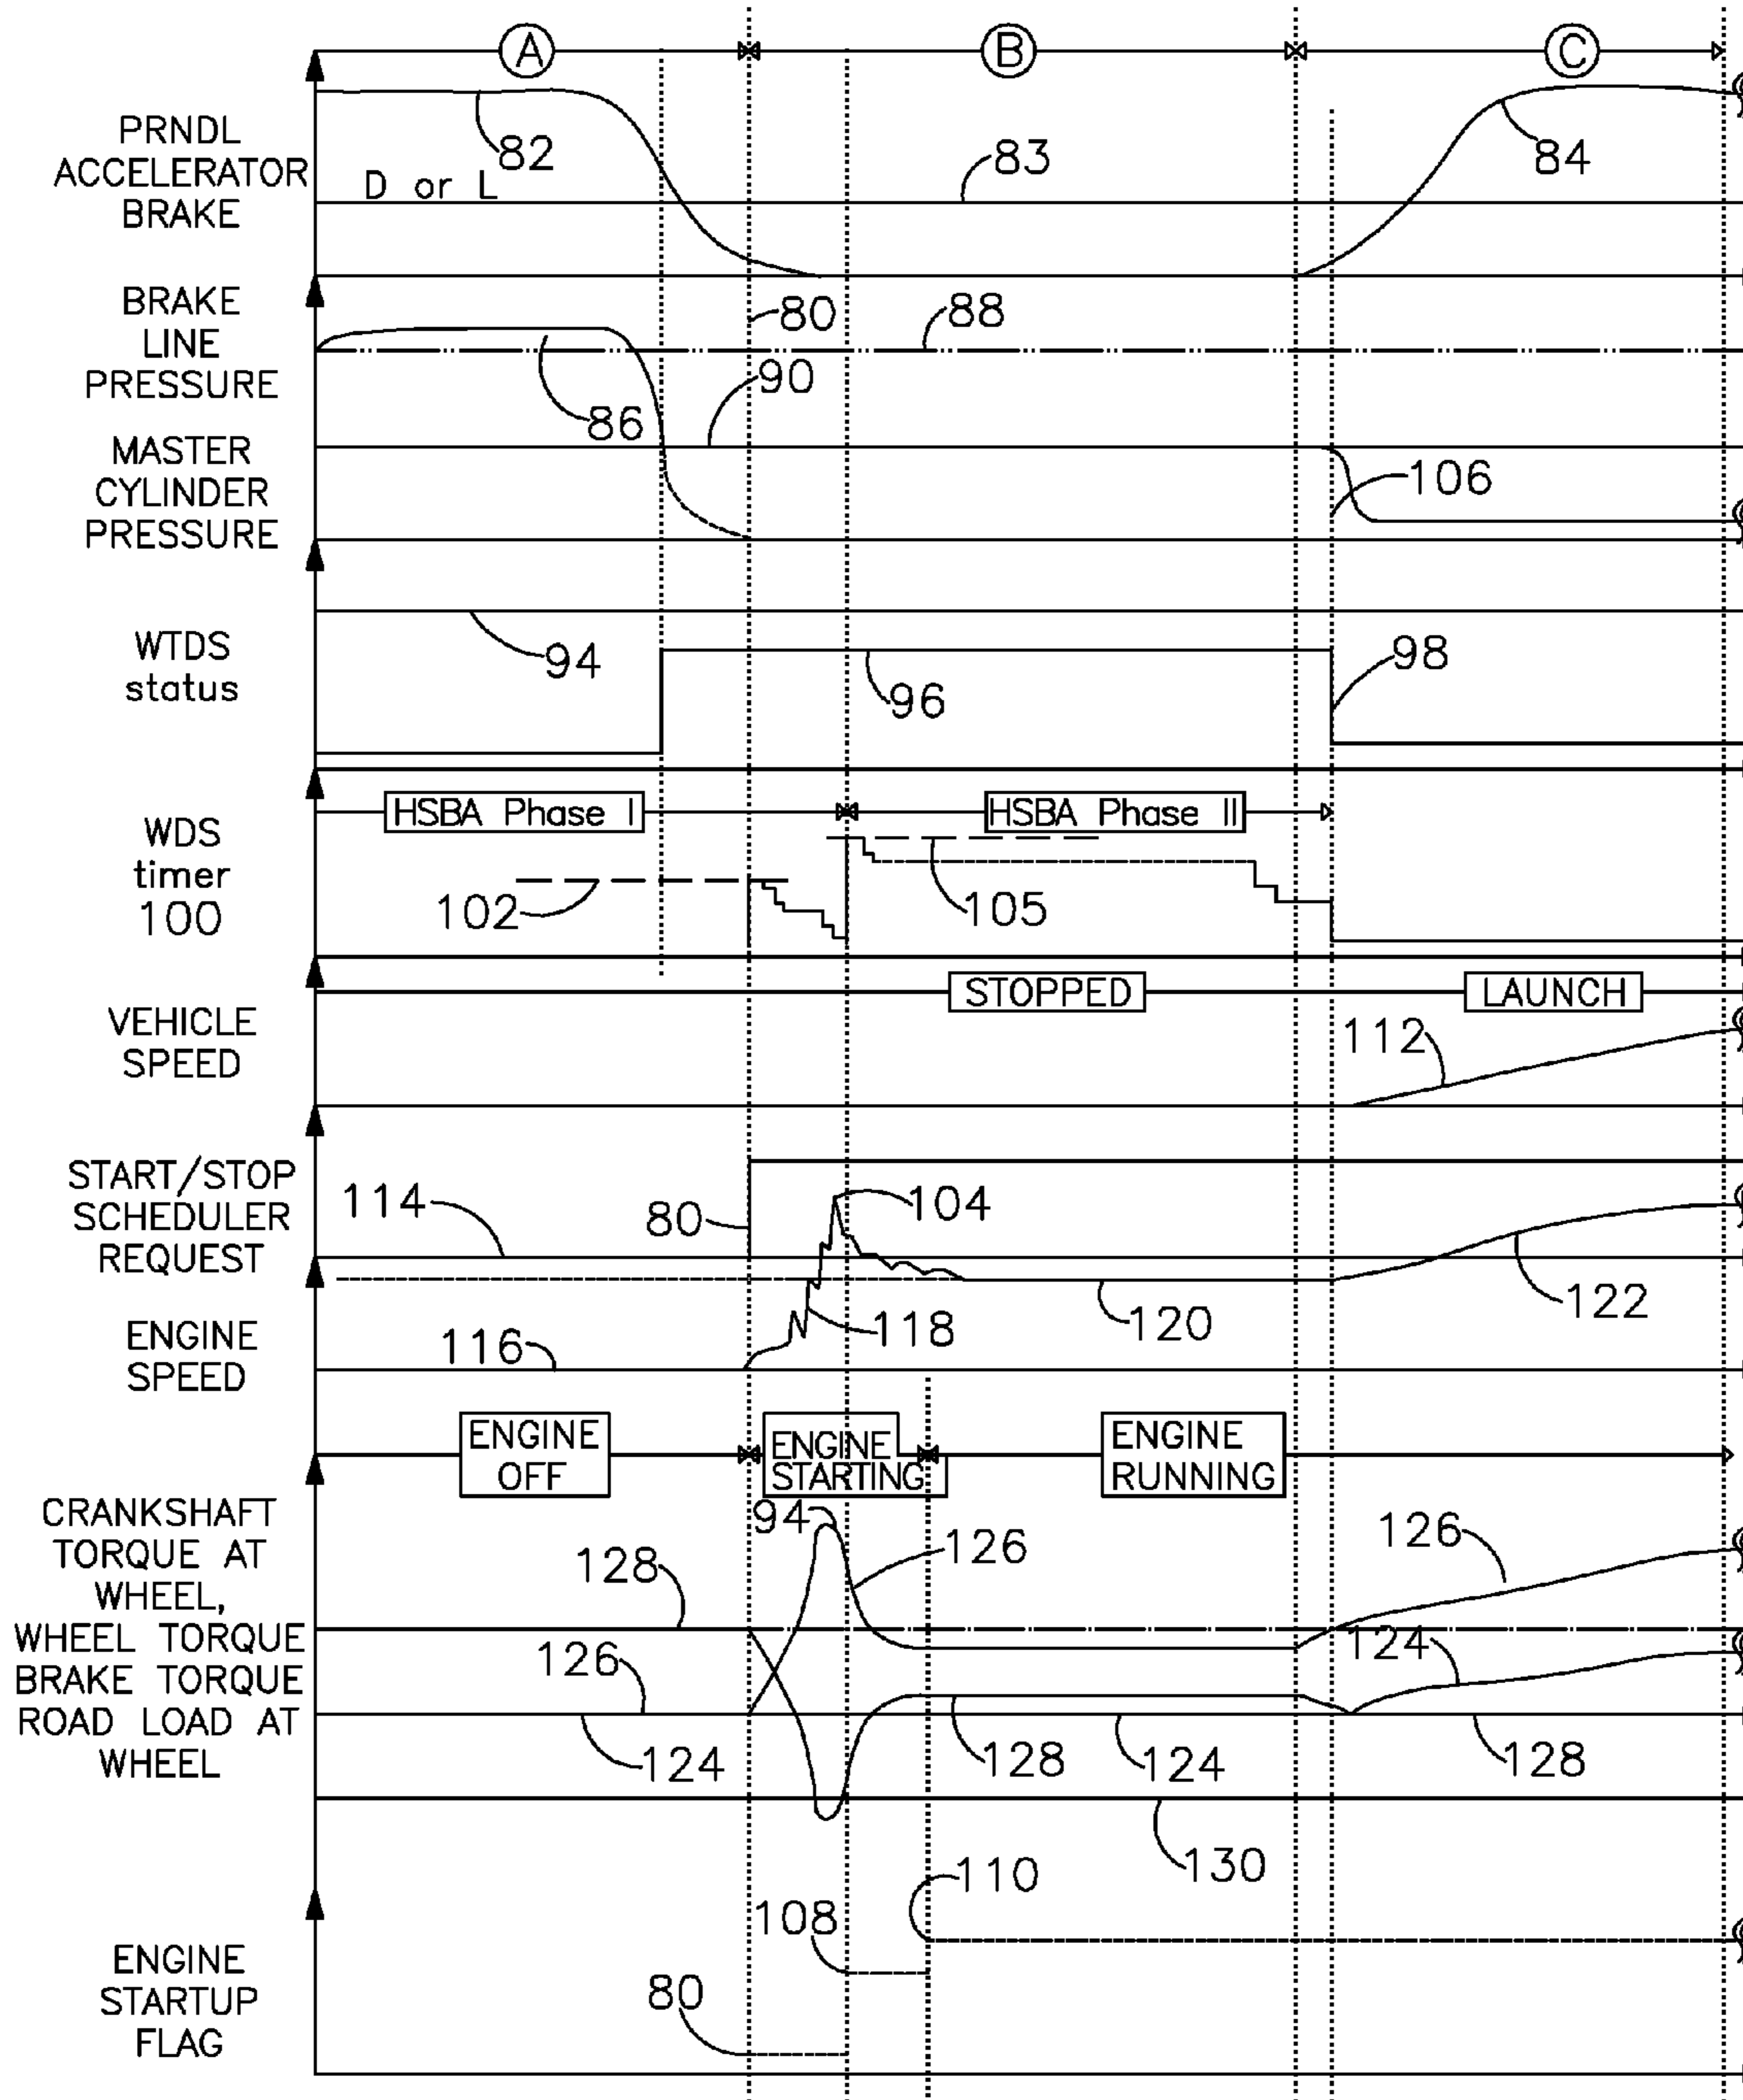 A
B
C
PRNDL
ACCELERATOR
BRAKE
82
D or L
83
84
BRAKE
LINE
PRESSURE
80
88
90
86
MASTER
CYLINDER
PRESSURE
106
WTDS
status
94
96
98
HSBA Phase I
HSBA Phase II
WDS
timer
100
102
105
STOPPED
LAUNCH
VEHICLE
SPEED
112
START/STOP
SCHEDULER
REQUEST
114
80
104
ENGINE
SPEED
116
118
120
122
ENGINE
OFF
ENGINE
STARTING
ENGINE
RUNNING
CRANKSHAFT
TORQUE AT
WHEEL,
WHEEL TORQUE
BRAKE TORQUE
ROAD LOAD AT
WHEEL
94
128
126
126
126
124
124
128
124
128
130
110
108
ENGINE
STARTUP
FLAG
80